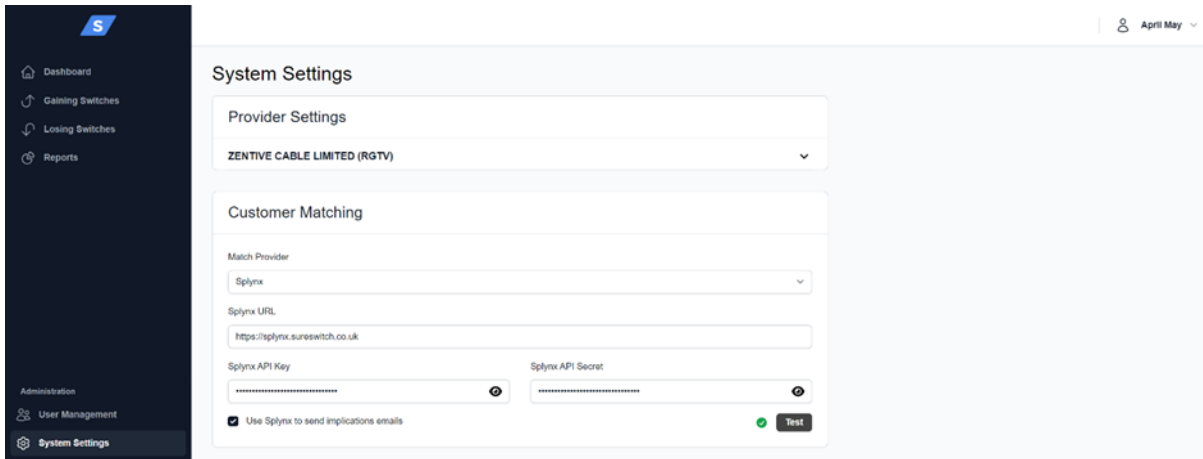 S
April May
Dashboard
Gaining Switches
Losing Switches
Reports
Administration
User Management
System Settings
System Settings
Provider Settings
ZENTIVE CABLE LIMITED (RGTV)
Customer Matching
Match Provider
Splynx
Splynx URL
https://splynx.sureswitch.co.uk
Splynx API Key
Splynx API Secret
Use Splynx to send implications emails
Test